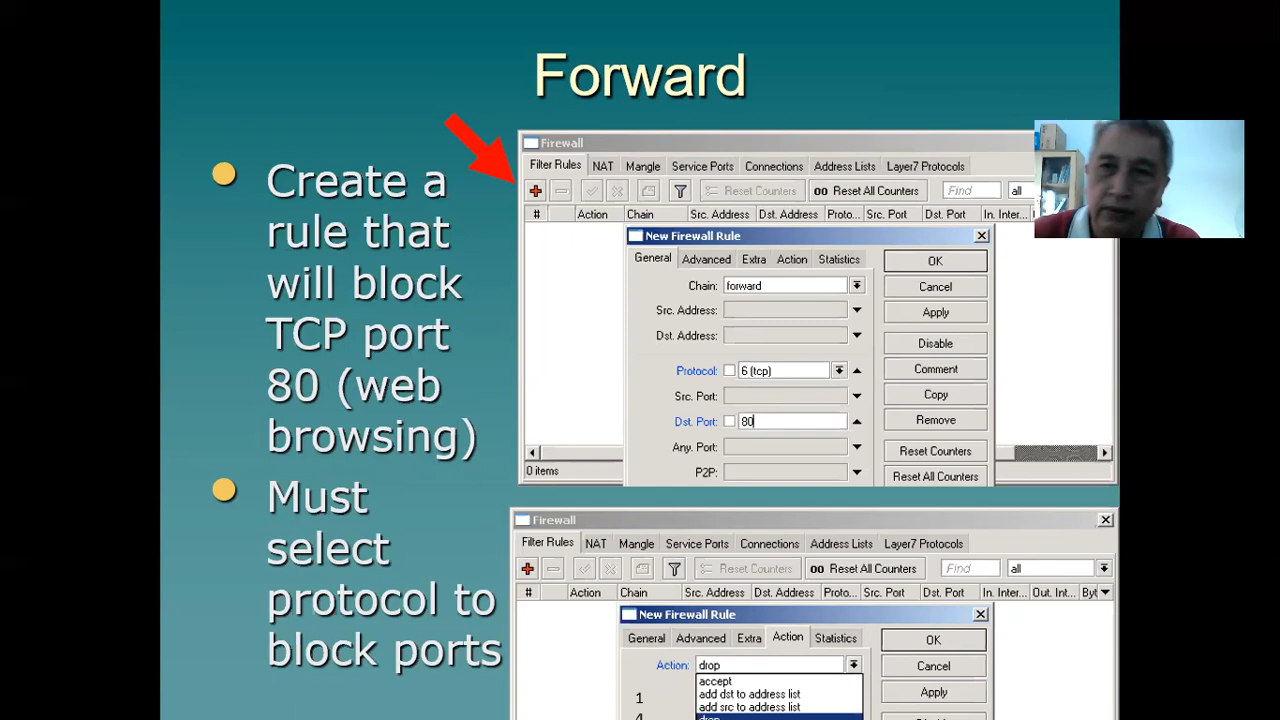 Forward
Create a
rule that
will block
TCP port
80 (web
browsing)
Must
select
protocol to
block ports
Firewall
Filter Rules NAT Mangle Service Ports Connections Address Lists Layer7 Protocols
Reset Counters 00 Reset All Counters Find all
# Action Chain Src. Address Dst. Address Proto... Src. Port Dst. Port In. Inter...
New Firewall Rule
General Advanced Extra Action Statistics
OK
Chain: forward
Cancel
Src. Address:
Apply
Dst. Address:
Disable
Protocol: 6 (tcp)
Comment
Src. Port:
Copy
Dst. Port: 80
Remove
Any. Port:
Reset Counters
P2P:
Reset All Counters
0 items
Firewall
Filter Rules NAT Mangle Service Ports Connections Address Lists Layer7 Protocols
Reset Counters 00 Reset All Counters Find all
# Action Chain Src. Address Dst. Address Proto... Src. Port Dst. Port In. Inter... Out. Int... Byt
New Firewall Rule
General Advanced Extra Action Statistics
OK
Action: drop
Cancel
accept
add dst to address list
Apply
add src to address list
1
drop